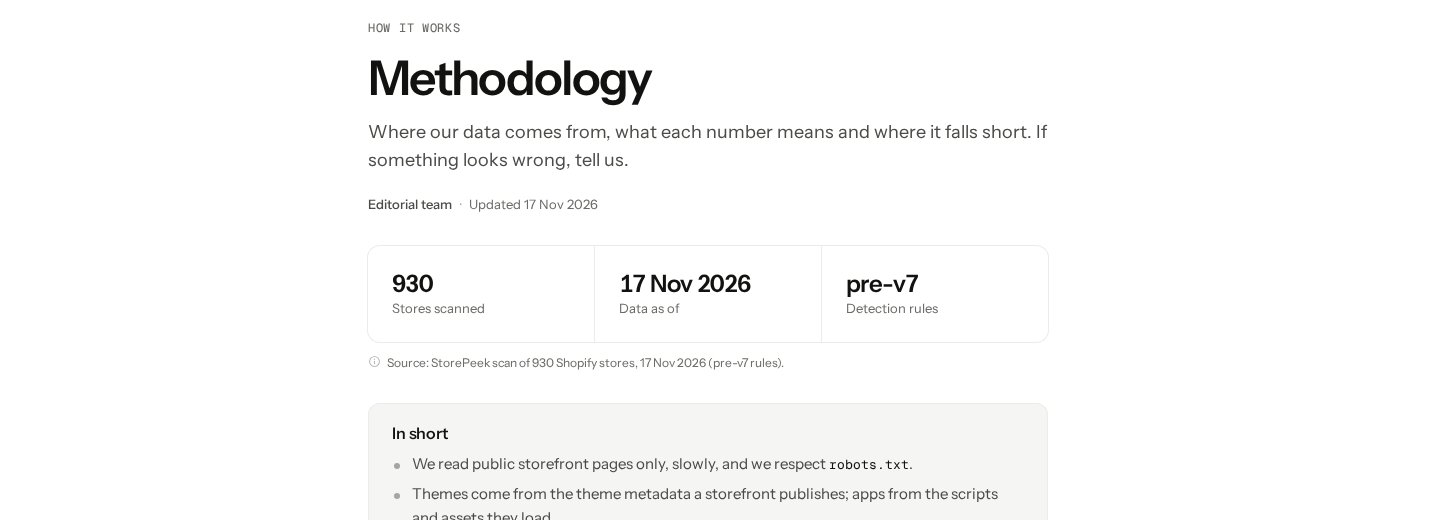 HOW IT WORKS
Methodology
Where our data comes from, what each number means and where it falls short. If
something looks wrong, tell us.
Editorial team · Updated 17 Nov 2026
930
Stores scanned
17 Nov 2026
Data as of
pre-v7
Detection rules
Source: StorePeek scan of 930 Shopify stores, 17 Nov 2026 (pre-v7 rules).
In short
We read public storefront pages only, slowly, and we respect robots.txt.
Themes come from the theme metadata a storefront publishes; apps from the scripts
and assets they load.